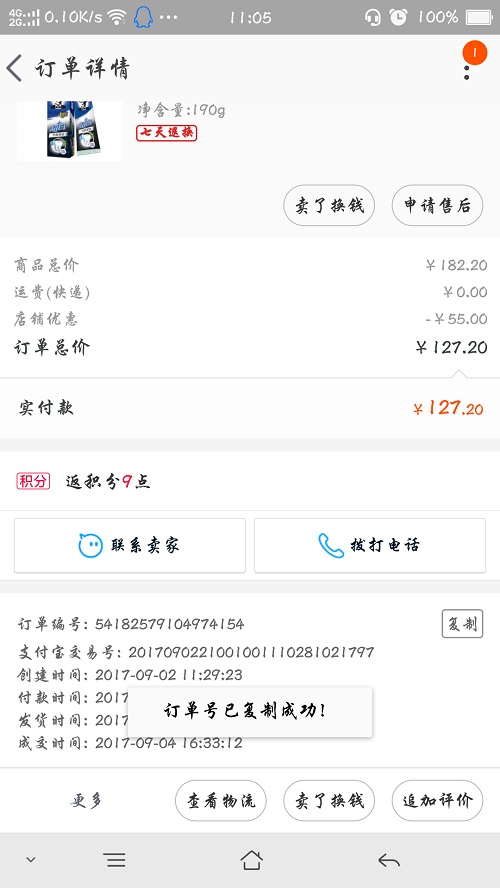 4G 2G 0.10K/s 11:05 100%
订单详情
1
净含量:190g
七天退换
卖了换钱 申请售后
商品总价 ￥182.20
运费(快递) ￥0.00
店铺优惠 -￥55.00
订单总价 ￥127.20
实付款 ￥127.20
积分 返积分9点
联系卖家 拨打电话
订单编号: 54182579104974154 复制
支付宝交易号: 2017090221001001110281021797
创建时间: 2017-09-02 11:29:23
付款时间: 2017
发货时间: 2017
订单号已复制成功!
成交时间: 2017-09-04 16:33:12
更多 查看物流 卖了换钱 追加评价